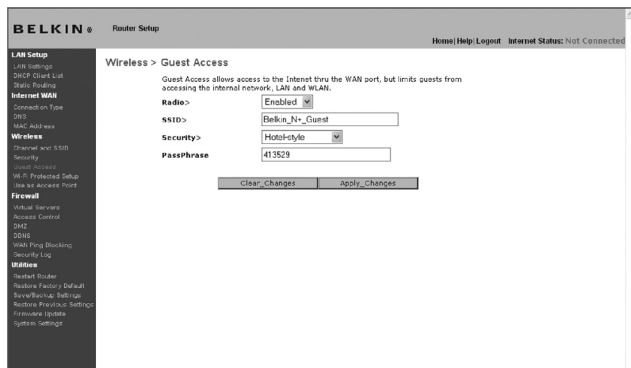 BELKIN ®
Router Setup
Home|Help|Logout Internet Status: Not Connected
LAN Setup
LAN Settings
DHCP Client List
Static Routing
Internet WAN
Connection Type
DNS
MAC Address
Wireless
Channel and SSID
Security
Guest Access
Wi-Fi Protected Setup
Use as Access Point
Firewall
Virtual Servers
Access Control
DMZ
DDNS
WAN Ping Blocking
Security Log
Utilities
Restart Router
Restore Factory Default
Save/Backup Settings
Restore Previous Settings
Firmware Update
System Settings
Wireless > Guest Access
Guest Access allows access to the Intenet thru the WAN port, but limits guests from
accessing the internal network, LAN and WLAN.
Radio> Enabled
SSID> Belkin_N+_Guest
Security> Hotel-style
PassPhrase 413529
Clear_Changes Apply_Changes